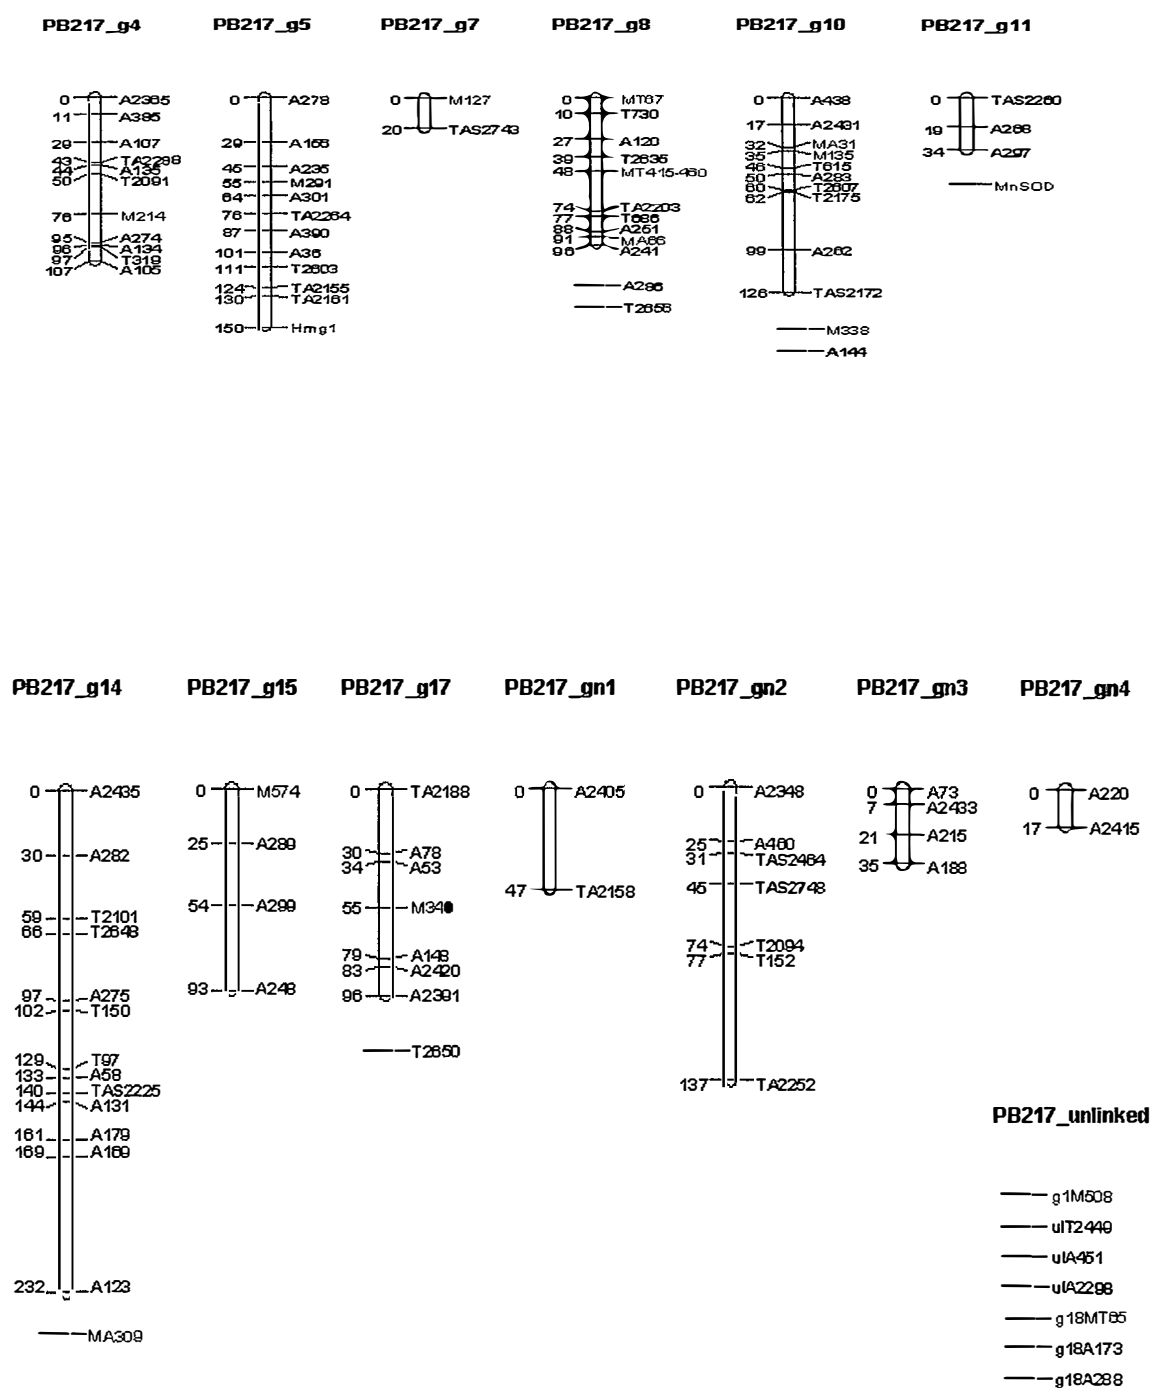 PB217_g4
0 A2365
11 A385
29 A107
43 TA2288
44 A135
50 T2091
76 M214
95 A274
96 A134
97 T319
107 A105
PB217_g5
0 A278
29 A156
45 A235
55 M291
64 A301
76 TA2264
87 A390
101 A36
111 T2603
124 TA2155
130 TA2161
150 Hmg1
PB217_g7
0 M127
20 TAS2743
PB217_g8
0 MT67
10 T730
27 A120
39 T2635
48 MT415-460
74 TA2203
77 T686
88 A251
91 MA66
96 A241
A286
T2656
PB217_g10
0 A438
17 A2431
32 MA31
35 M135
46 T615
50 A283
60 T2607
62 T2175
99 A262
126 TAS2172
M338
A144
PB217_g11
0 TAS2260
19 A268
34 A297
MnSOD
PB217_g14
0 A2435
30 A282
59 T2101
66 T2648
97 A275
102 T150
129 T97
133 A58
140 TAS2225
144 A131
161 A179
169 A169
232 A123
MA309
PB217_g15
0 M574
25 A289
54 A299
93 A248
PB217_g17
0 TA2188
30 A78
34 A53
55
79 A148
83 A2420
96 A2391
T2650
PB217_gn1
0 A2405
47 TA2158
PB217_gn2
0 A2348
25 A460
31 TAS2464
45 TAS2748
74 T2094
77 T152
137 TA2252
PB217_gn3
0 A73
7 A2433
21 A215
35 A188
PB217_gn4
0 A220
17 A2415
PB217_unlinked
g1M508
ulT2449
ulA451
ulA2298
g18MT65
g18A173
g18A288